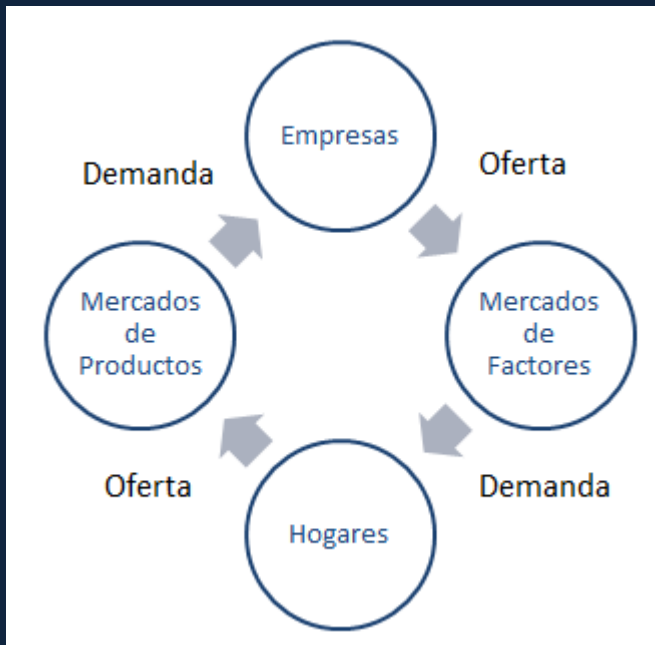 Empresas
Demanda
Oferta
Mercados
de
Productos
Mercados
de
Factores
Oferta
Demanda
Hogares